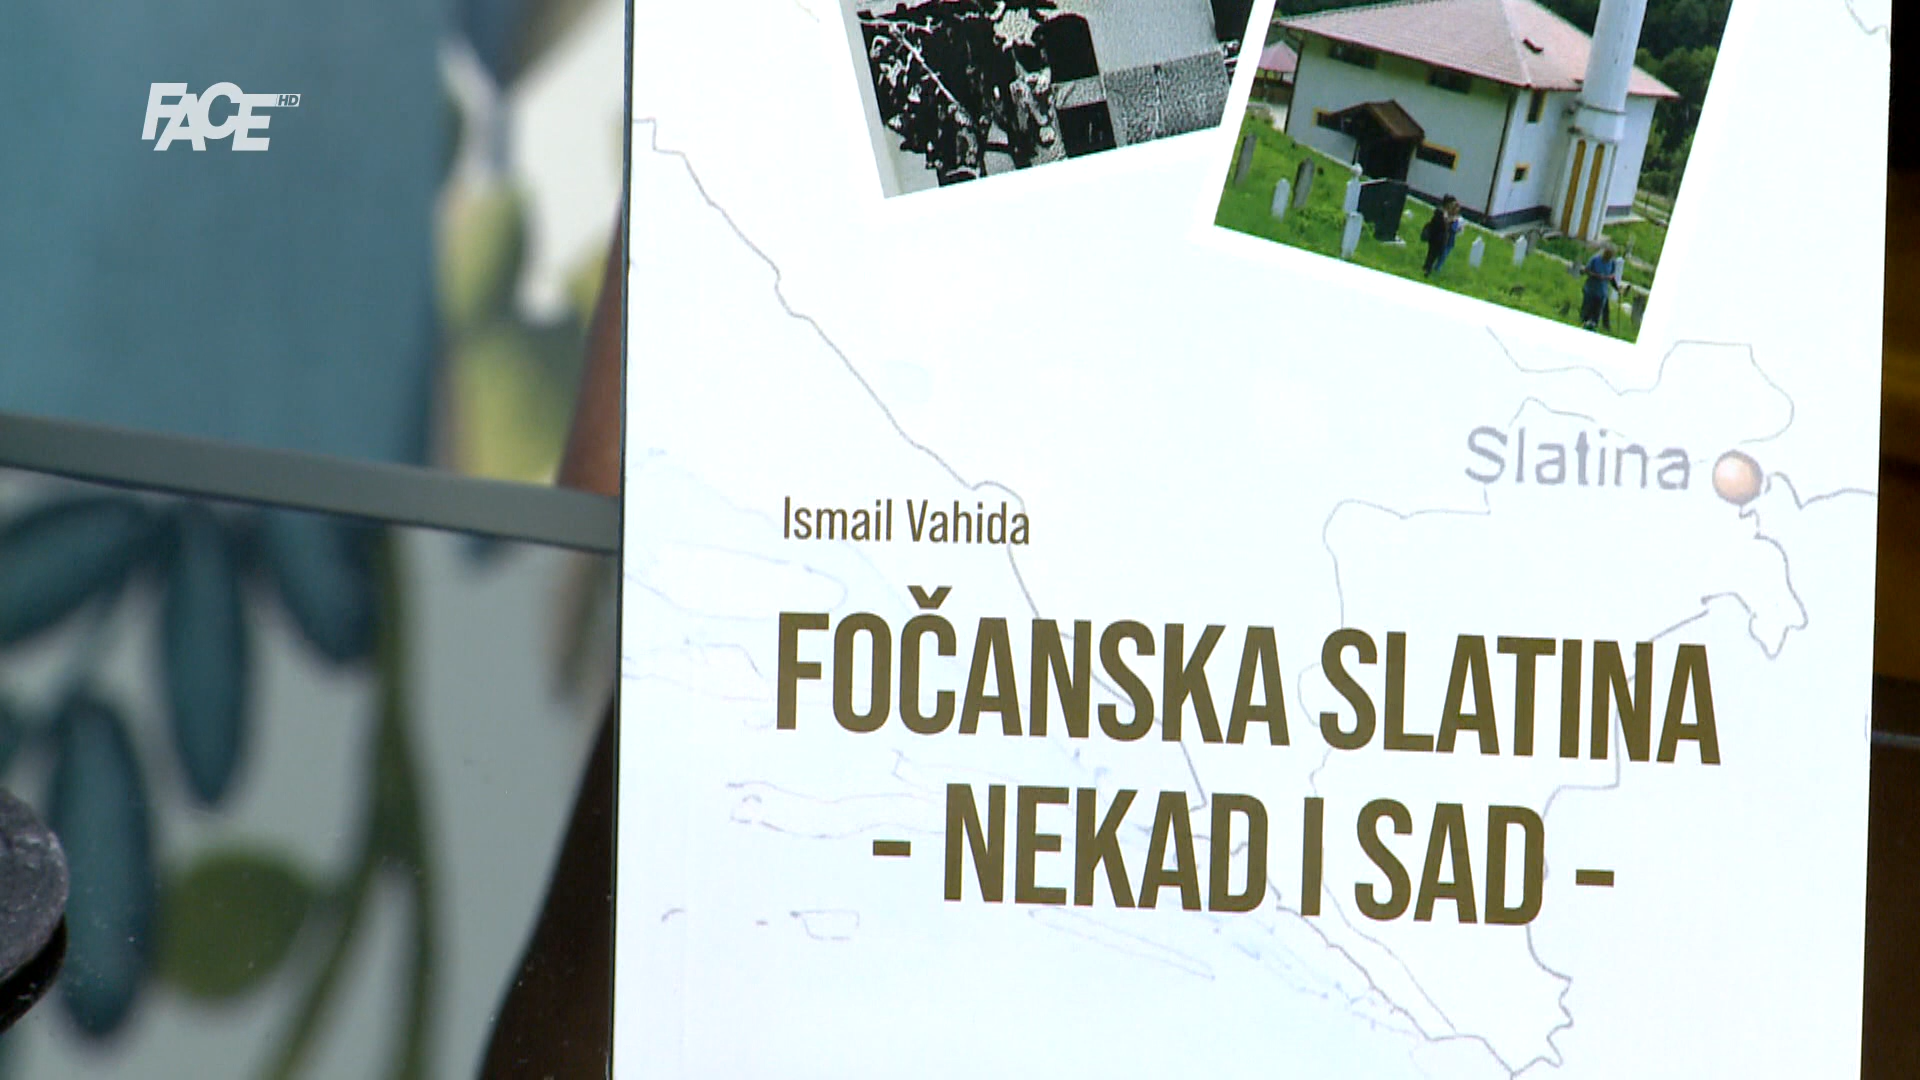 FACE HD
Slatina
Ismail Vahida
FOČANSKA SLATINA
- NEKAD I SAD -